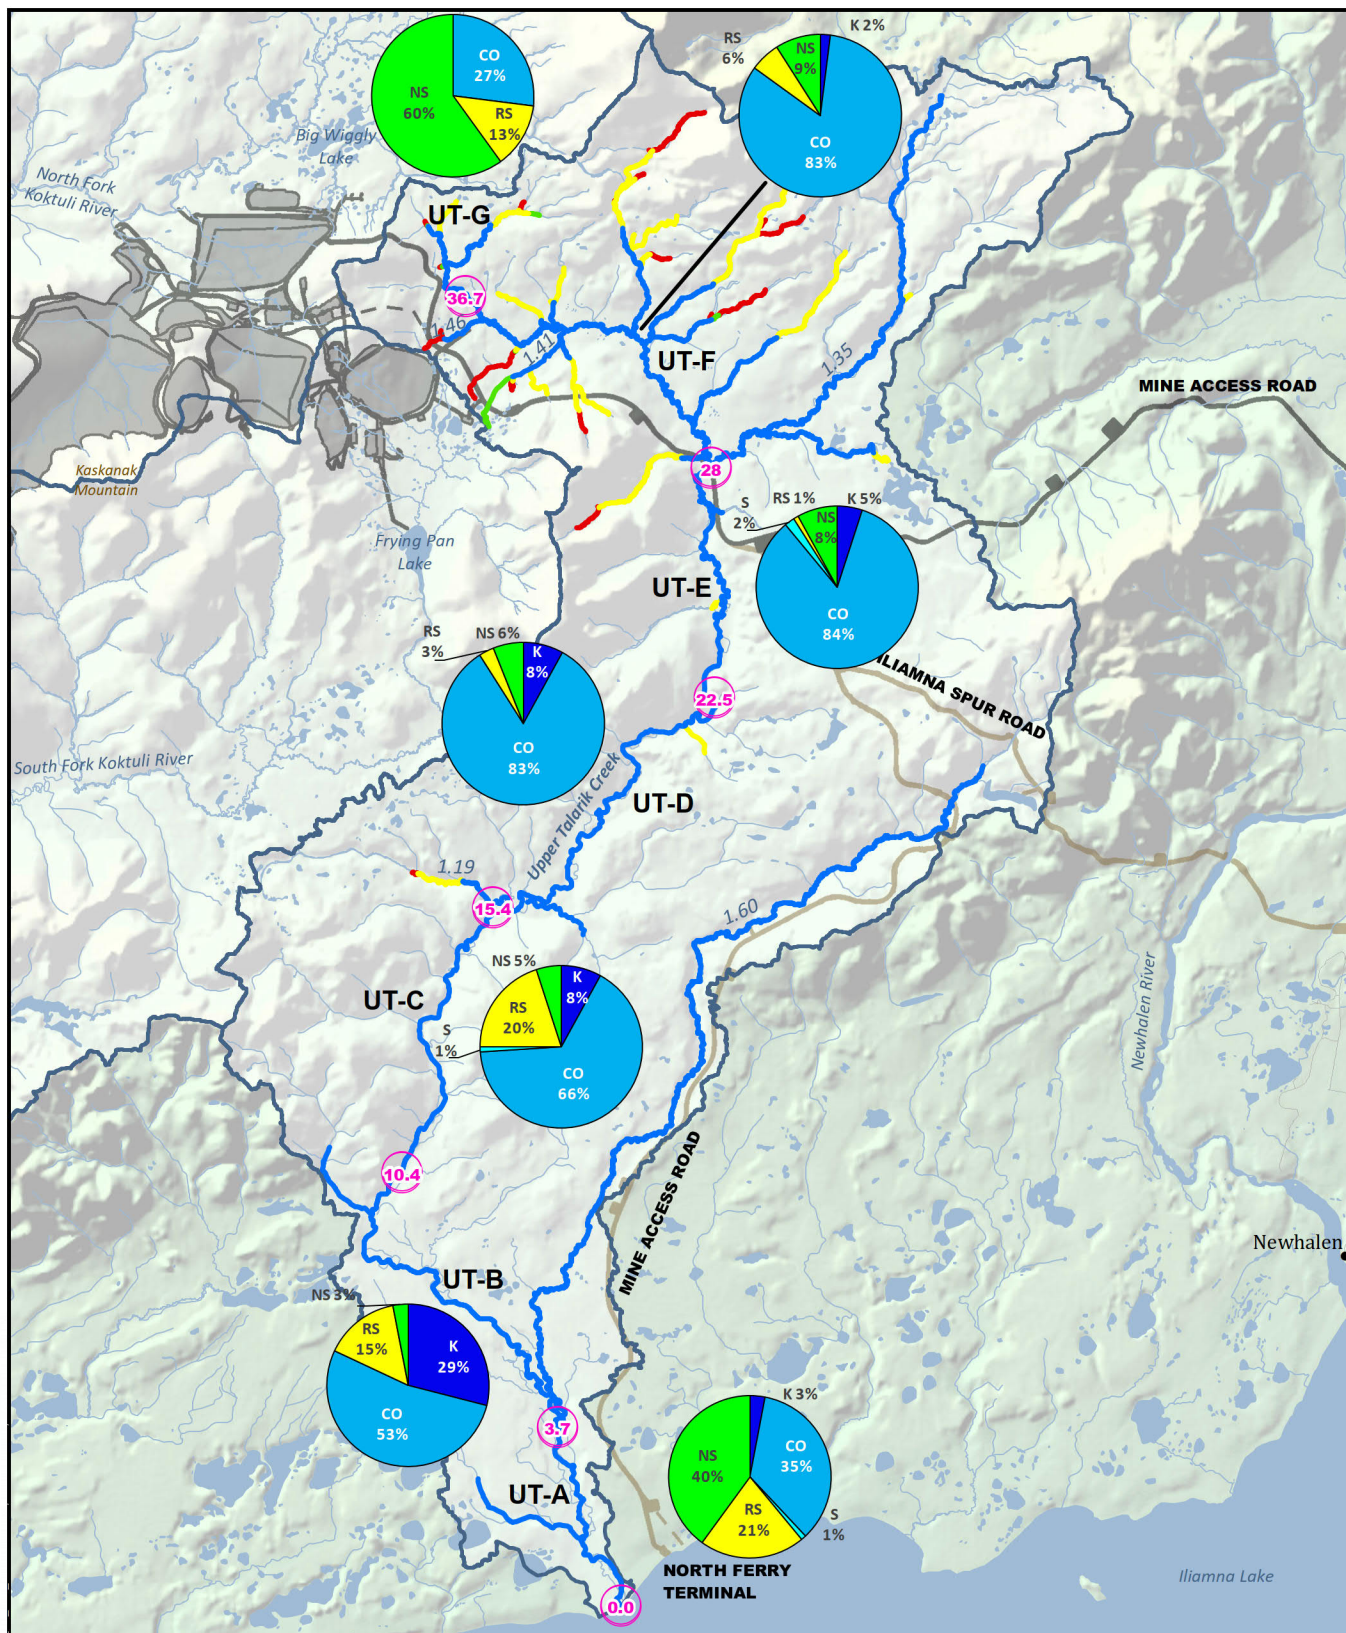 CO
27%
NS
60%
RS
13%
K 2%
RS
6%
NS
9%
CO
83%
Big Wiggly
Lake
North Fork
Koktuli River
UT-G
36.7
1.46
1.41
UT-F
1.35
MINE ACCESS ROAD
Kaskanak
Mountain
28
Frying Pan
Lake
S
2%
RS 1%
K 5%
NS
8%
CO
84%
UT-E
RS
3%
NS 6%
K
8%
CO
83%
ILIAMNA SPUR ROAD
22.5
South Fork Koktuli River
Upper Talarik Creek
UT-D
1.19
15.4
1.60
NS 5%
K
8%
RS
20%
S
1%
CO
66%
UT-C
Newhalen River
10.4
MINE ACCESS ROAD
Newhalen
UT-B
NS 3%
RS
15%
K
29%
CO
53%
3.7
K 3%
NS
40%
CO
35%
RS
21%
S
1%
UT-A
NORTH FERRY
TERMINAL
Iliamna Lake
0.0